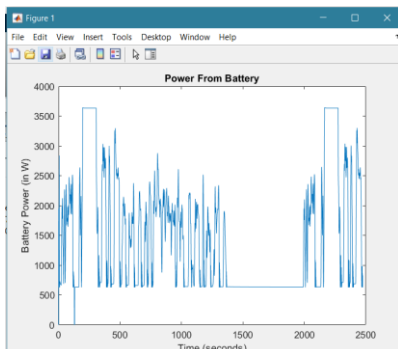 Figure 1
File Edit View Insert Tools Desktop Window Help
Power From Battery
Battery Power (in W)
4000
3500
3000
2500
2000
1500
1000
500
0
0 500 1000 1500 2000 2500
Time (seconds)